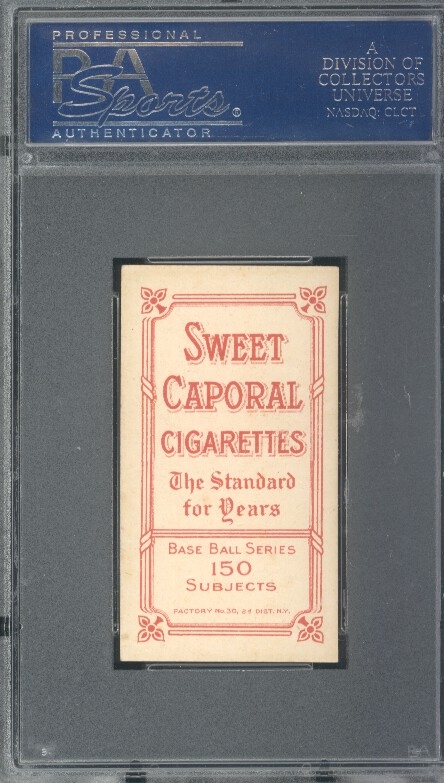 PROFESSIONAL
PSA
Sports®
AUTHENTICATOR
A
DIVISION OF
COLLECTORS
UNIVERSE
NASDAQ: CLCT
SWEET
CAPORAL
CIGARETTES
The Standard
for Years
BASE BALL SERIES
150
SUBJECTS
FACTORY No. 30, 2d DIST. N.Y.